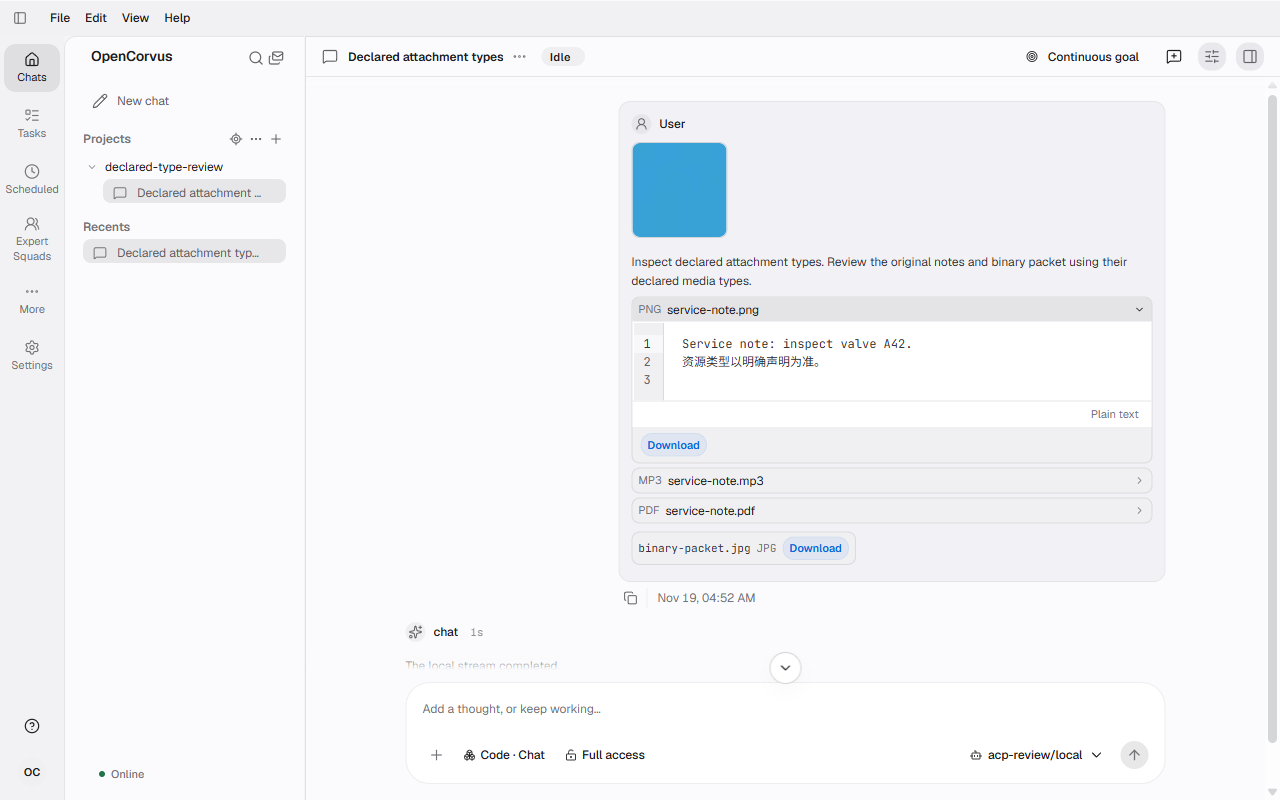 File Edit View Help
OpenCorvus
Chats
Tasks
Scheduled
Expert
Squads
More
Settings
OC
New chat
Projects
declared-type-review
Declared attachment ...
Recents
Declared attachment typ...
Online
Declared attachment types
Idle
Continuous goal
User
Inspect declared attachment types. Review the original notes and binary packet using their
declared media types.
PNG service-note.png
1 Service note: inspect valve A42.
2 资源类型以明确声明为准。
3
Plain text
Download
MP3 service-note.mp3
PDF service-note.pdf
binary-packet.jpg JPG Download
Nov 19, 04:52 AM
chat 1s
The local stream completed
Add a thought, or keep working...
Code · Chat Full access acp-review/local